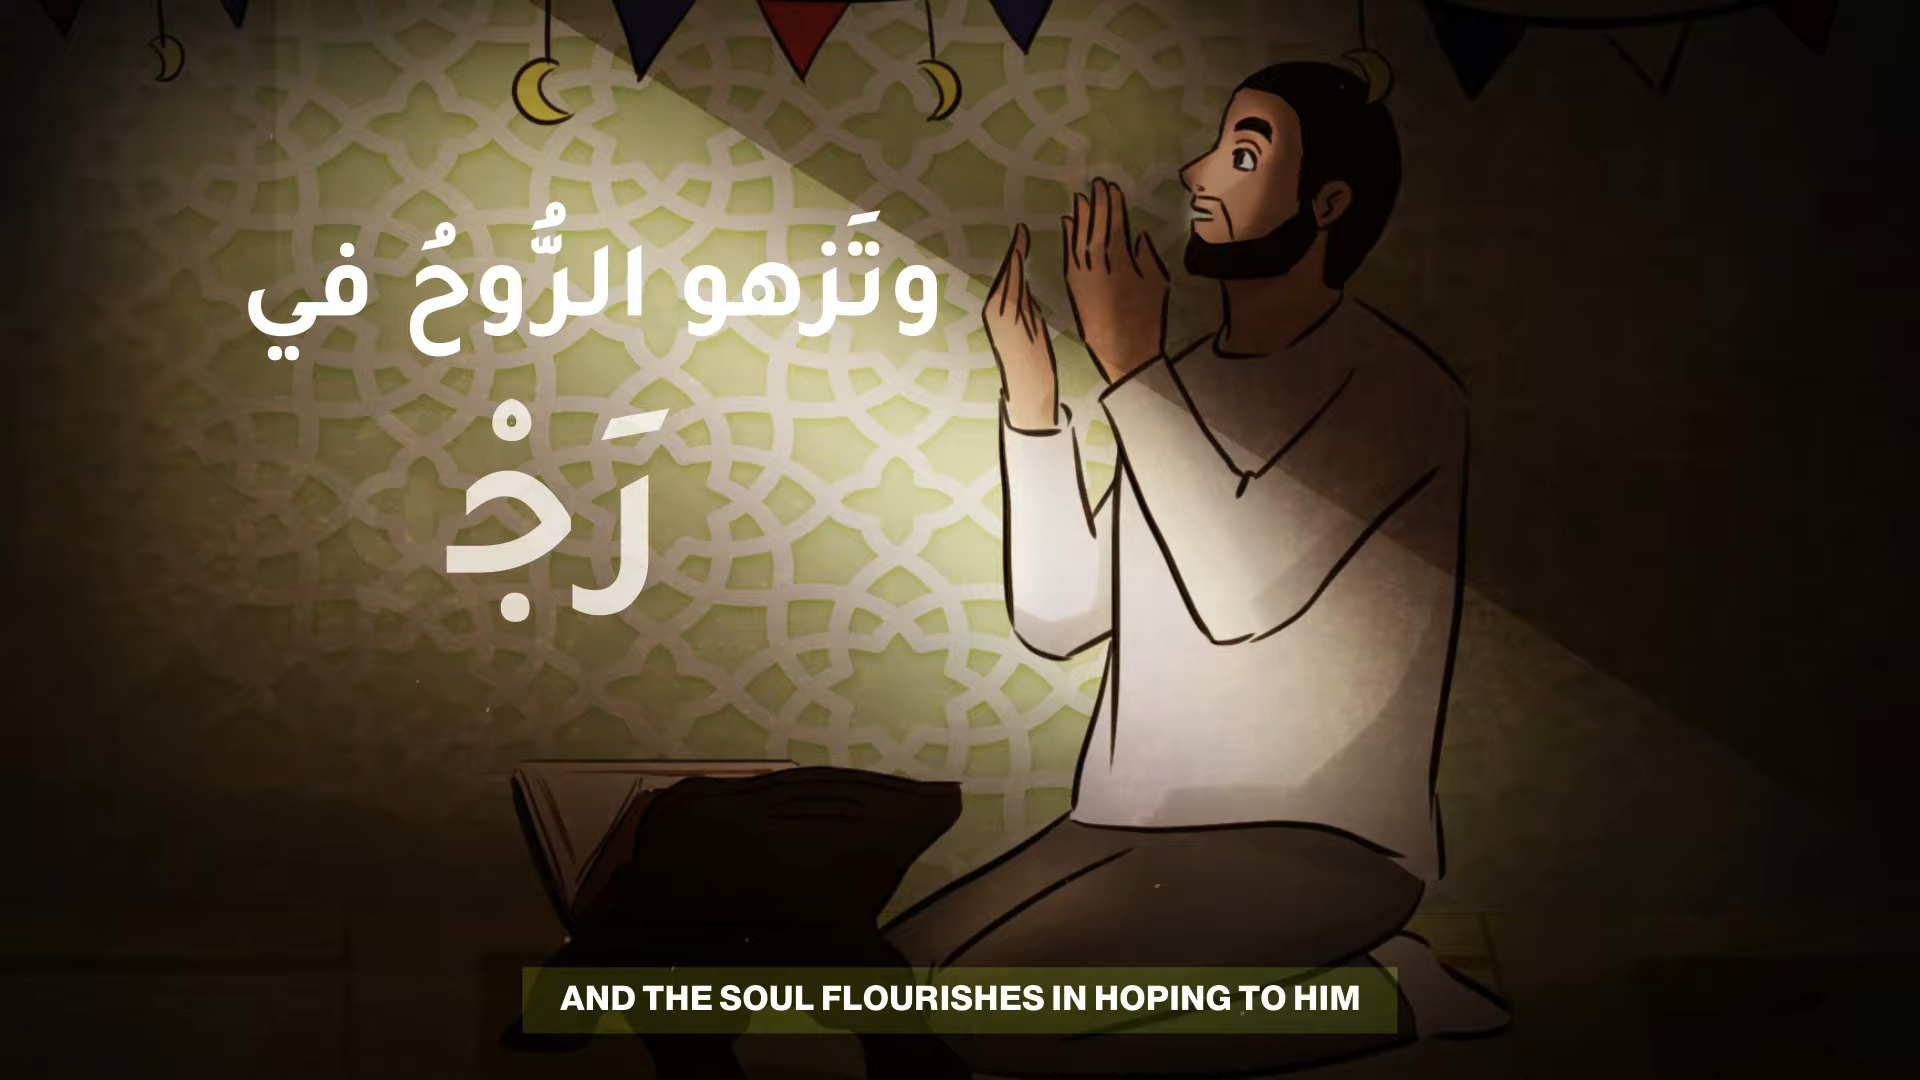 وتَزهو الرُّوحُ في
رَجْ
AND THE SOUL FLOURISHES IN HOPING TO HIM